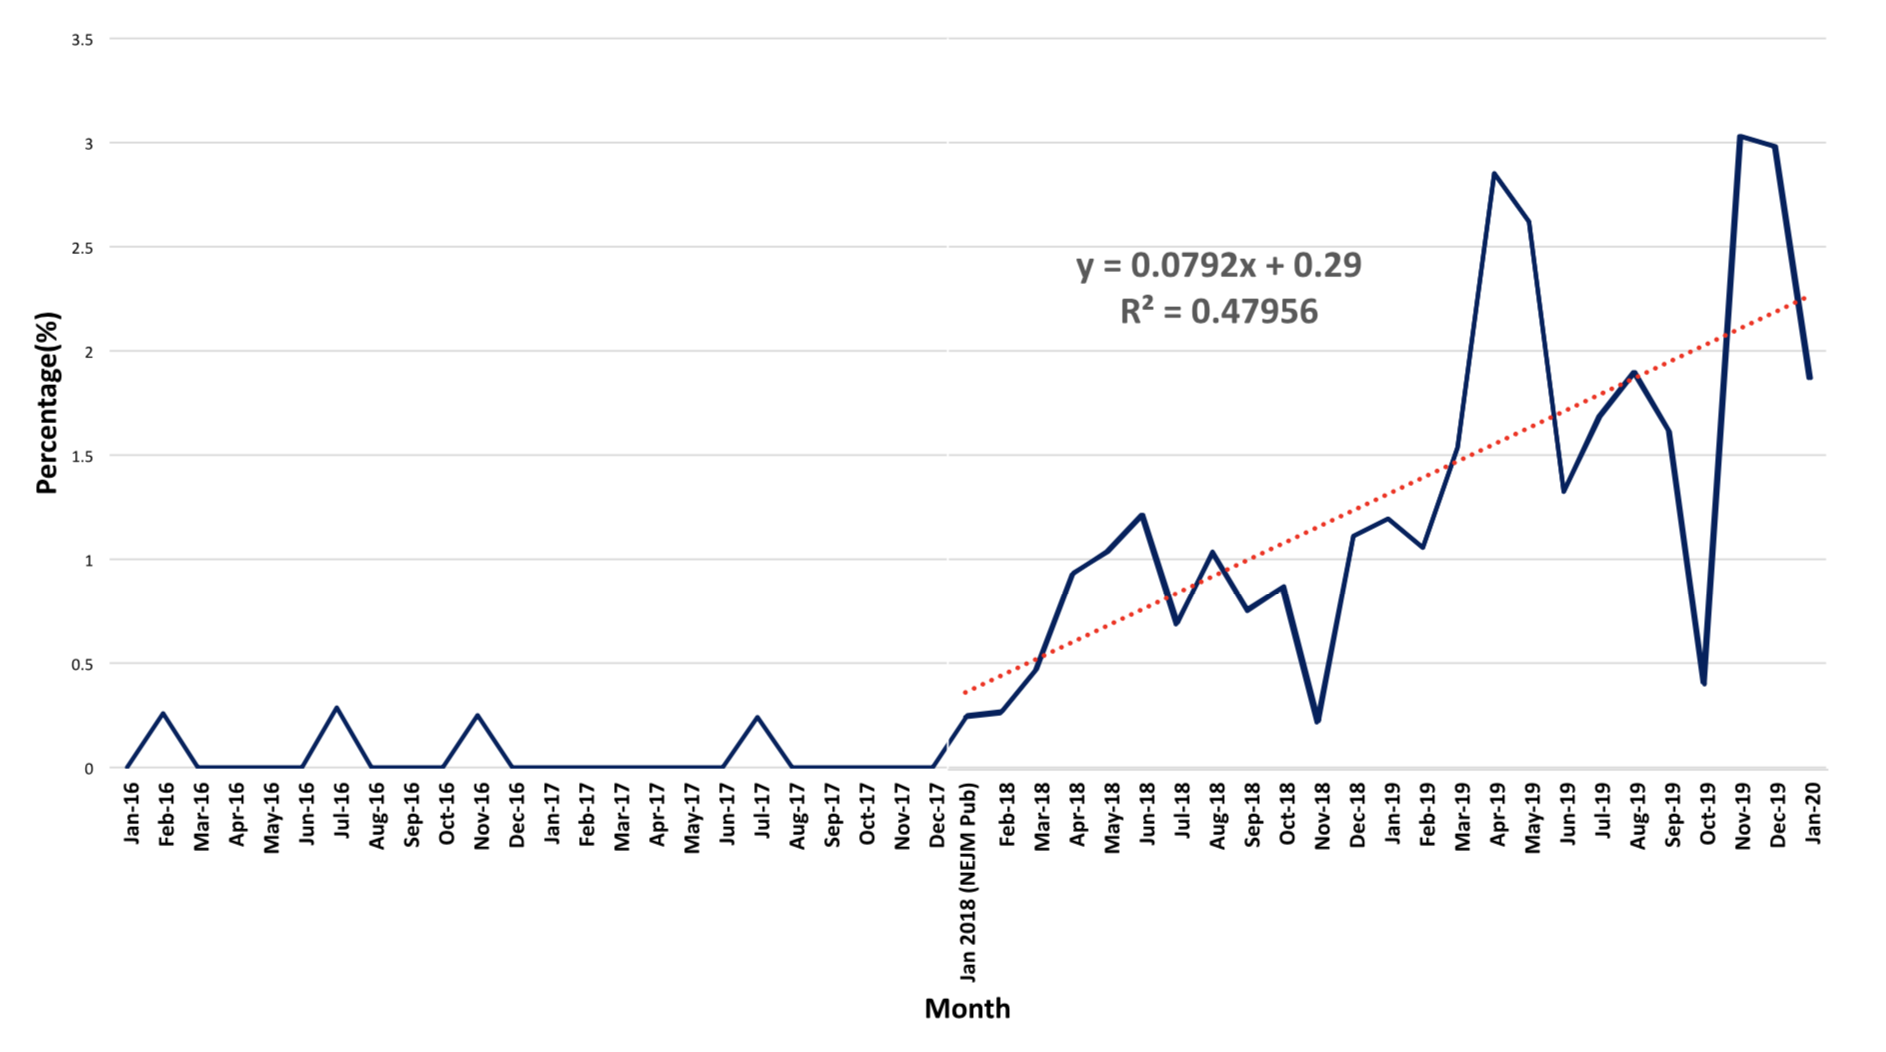 3.5
3
2.5
2
1.5
1
0.5
0
Percentage(%)
y = 0.0792x + 0.29
R² = 0.47956
Jan-16
Feb-16
Mar-16
Apr-16
May-16
Jun-16
Jul-16
Aug-16
Sep-16
Oct-16
Nov-16
Dec-16
Jan-17
Feb-17
Mar-17
Apr-17
May-17
Jun-17
Jul-17
Aug-17
Sep-17
Oct-17
Nov-17
Dec-17
Jan 2018 (NEJM Pub)
Feb-18
Mar-18
Apr-18
May-18
Jun-18
Jul-18
Aug-18
Sep-18
Oct-18
Nov-18
Dec-18
Jan-19
Feb-19
Mar-19
Apr-19
May-19
Jun-19
Jul-19
Aug-19
Sep-19
Oct-19
Nov-19
Dec-19
Jan-20
Month